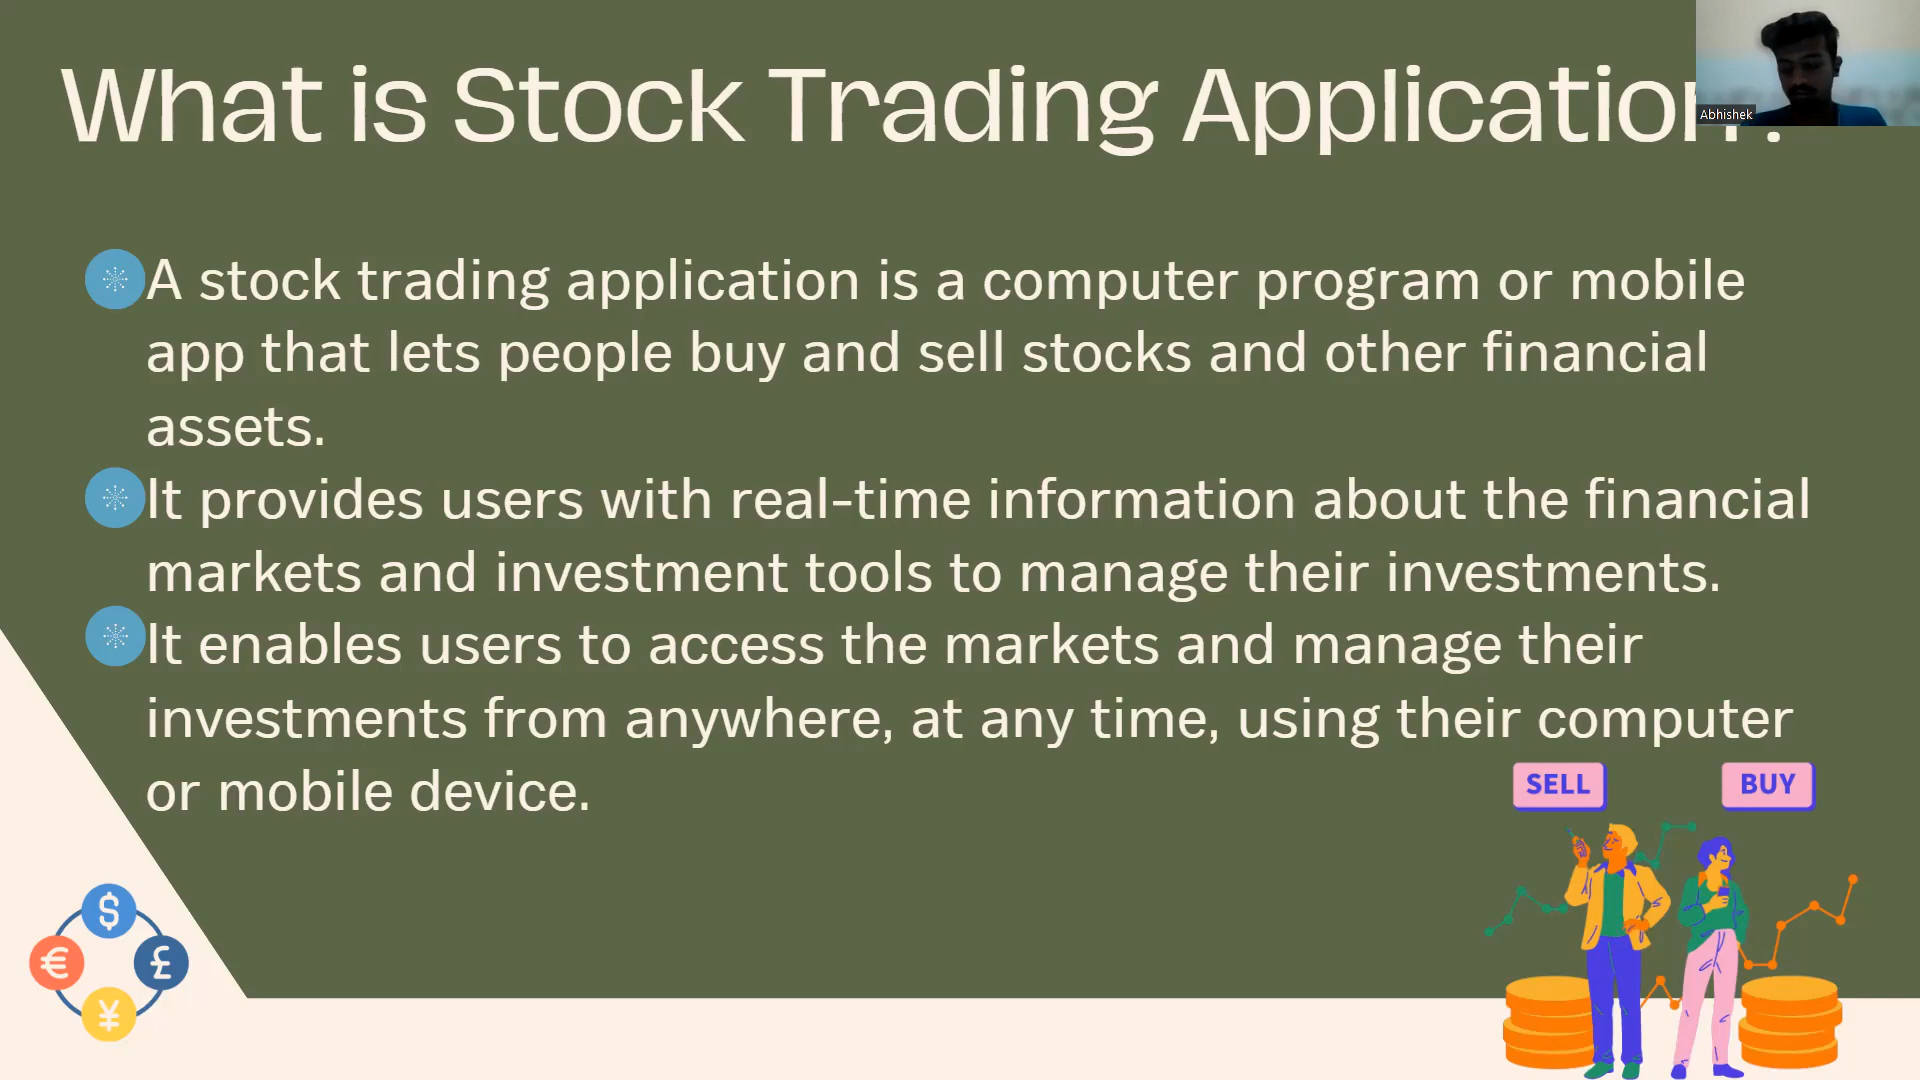 What is Stock Trading Application?
Abhishek
A stock trading application is a computer program or mobile
app that lets people buy and sell stocks and other financial
assets.
It provides users with real-time information about the financial
markets and investment tools to manage their investments.
It enables users to access the markets and manage their
investments from anywhere, at any time, using their computer
or mobile device.
SELL
BUY
$
€
£
¥